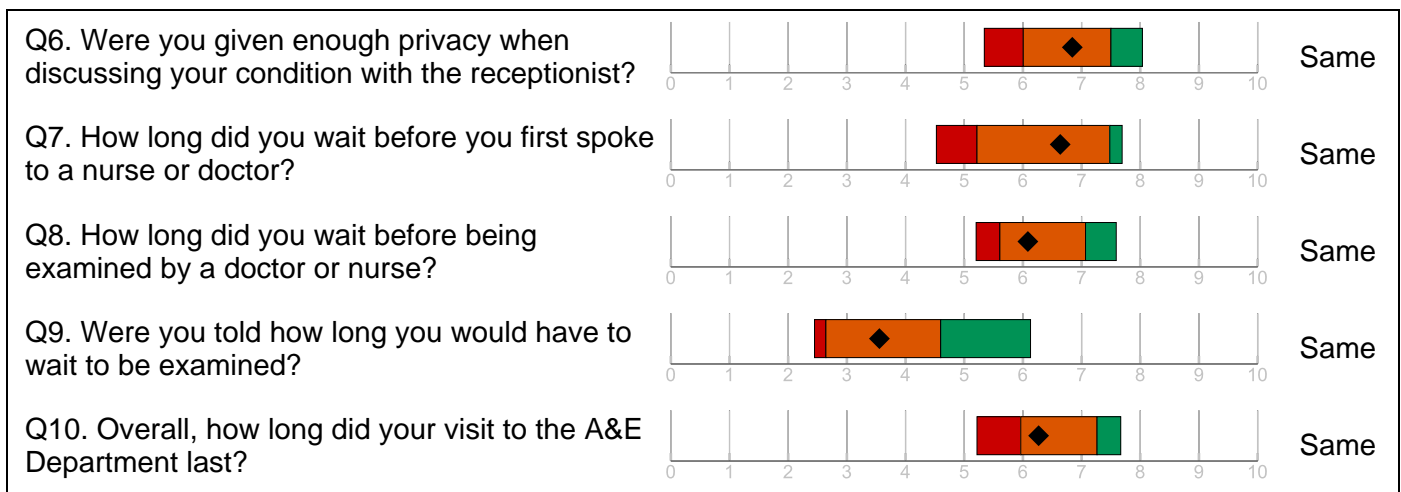 Q6. Were you given enough privacy when
discussing your condition with the receptionist?
0 1 2 3 4 5 6 7 8 9 10
Same
Q7. How long did you wait before you first spoke
to a nurse or doctor?
0 1 2 3 4 5 6 7 8 9 10
Same
Q8. How long did you wait before being
examined by a doctor or nurse?
0 1 2 3 4 5 6 7 8 9 10
Same
Q9. Were you told how long you would have to
wait to be examined?
0 1 2 3 4 5 6 7 8 9 10
Same
Q10. Overall, how long did your visit to the A&E
Department last?
0 1 2 3 4 5 6 7 8 9 10
Same